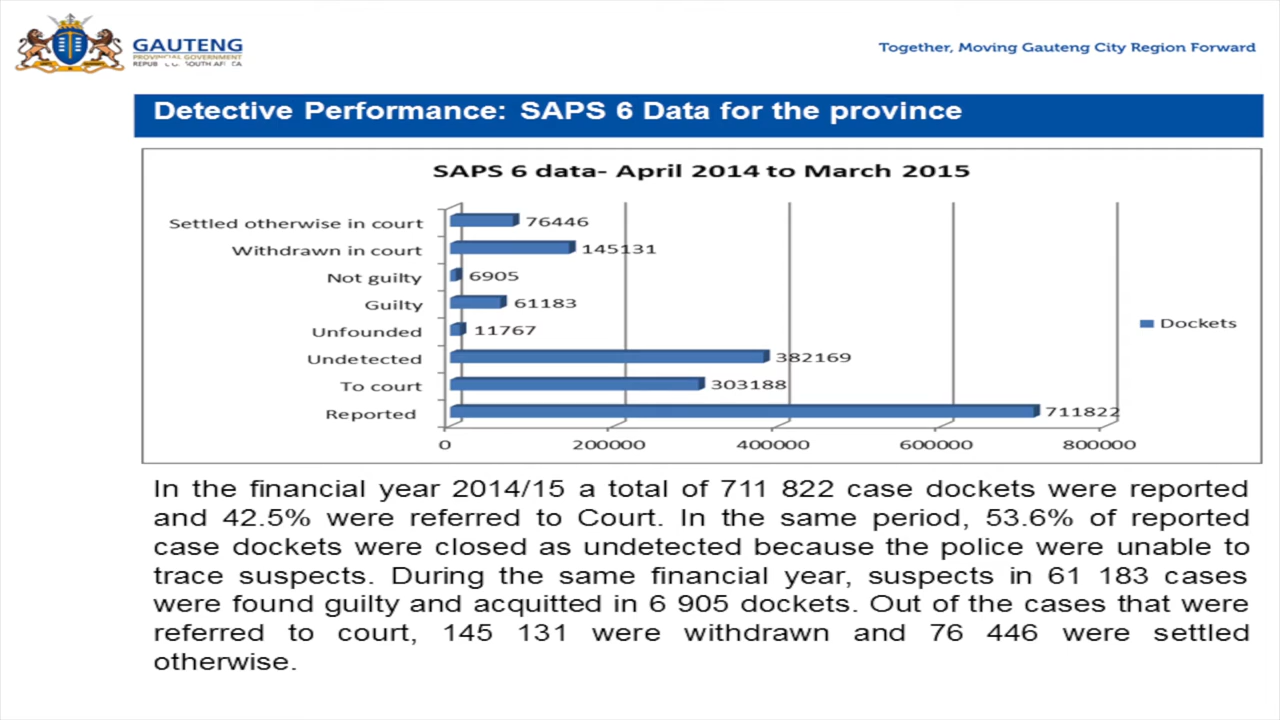 GAUTENG
PROVINCIAL GOVERNMENT
Together, Moving Gauteng City Region Forward
Detective Performance: SAPS 6 Data for the province
SAPS 6 data- April 2014 to March 2015
Settled otherwise in court 76446
Withdrawn in court 145131
Not guilty 6905
Guilty 61183
Unfounded 11767
Undetected 382169
To court 303188
Reported 711822
Dockets
0 200000 400000 600000 800000
In the financial year 2014/15 a total of 711 822 case dockets were reported
and 42.5% were referred to Court. In the same period, 53.6% of reported
case dockets were closed as undetected because the police were unable to
trace suspects. During the same financial year, suspects in 61 183 cases
were found guilty and acquitted in 6 905 dockets. Out of the cases that were
referred to court, 145 131 were withdrawn and 76 446 were settled
otherwise.